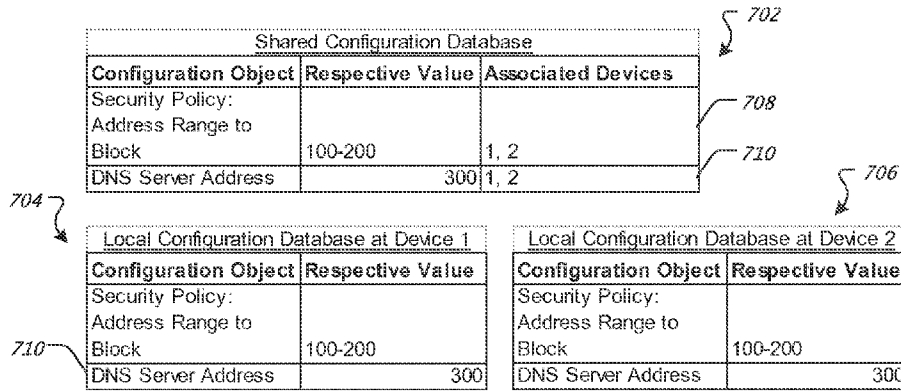 702
Shared Configuration Database
Configuration Object Respective Value Associated Devices
Security Policy:
Address Range to
Block 100-200 1, 2
708
DNS Server Address 300 1, 2
710
704
706
Local Configuration Database at Device 1
Configuration Object Respective Value
Security Policy:
Address Range to
Block 100-200
710
DNS Server Address 300
Local Configuration Database at Device 2
Configuration Object Respective Value
Security Policy:
Address Range to
Block 100-200
DNS Server Address 300